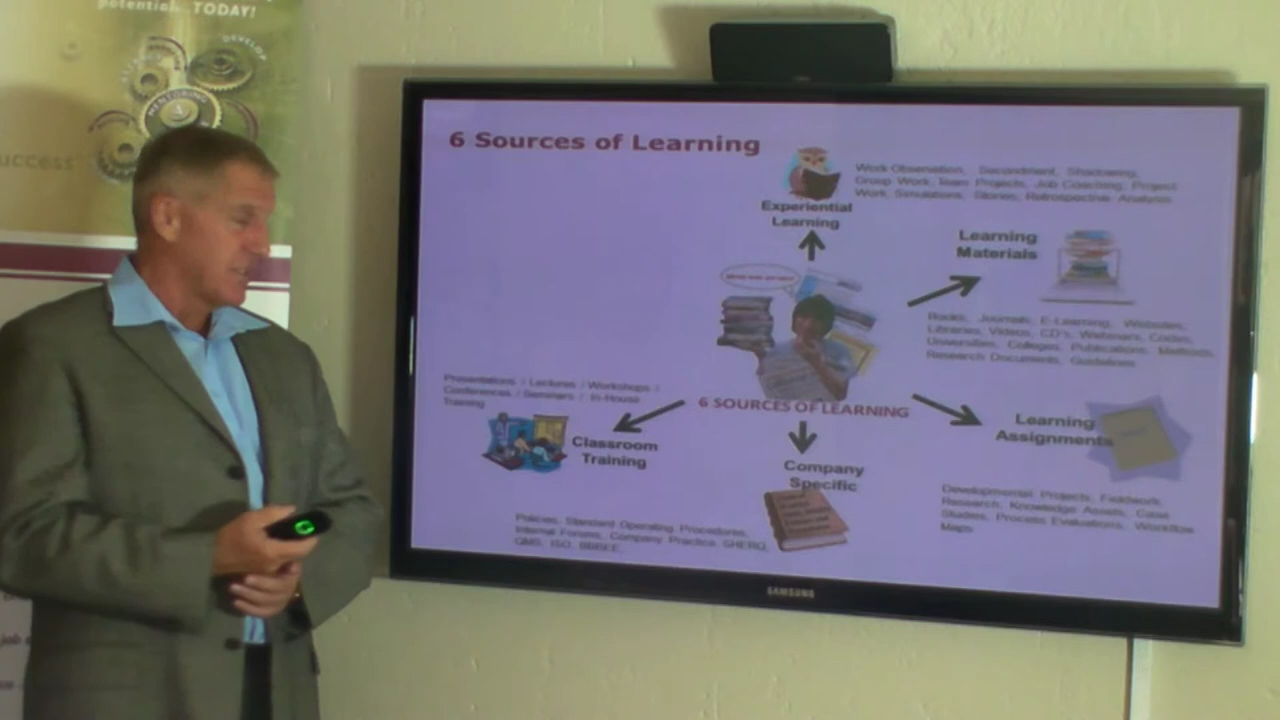 potential...TODAY!
DEVELOP
MENTORING
success
6 Sources of Learning
Work Observation, Secondment, Shadowing,
Group Work, Team Projects, Job Coaching, Project
Work, Simulations, Stories, Retrospective Analysis
Experiential
Learning
Learning
Materials
Books, Journals, E-Learning, Websites,
Libraries, Videos, CD's, Webinars, Codes,
Universities, Colleges, Publications, Methods,
Research Documents, Guidelines
Presentations / Lectures / Workshops /
Conferences / Seminars / In-House
Training
6 SOURCES OF LEARNING
Classroom
Training
Learning
Assignments
Company
Specific
Developmental Projects, Fieldwork,
Research, Knowledge Assets, Case
Studies, Process Evaluations, Workflow
Maps
Policies, Standard Operating Procedures,
Internal Forums, Company Practice, SHERQ,
QMS, ISO, BBBEE,
SAMSUNG
job